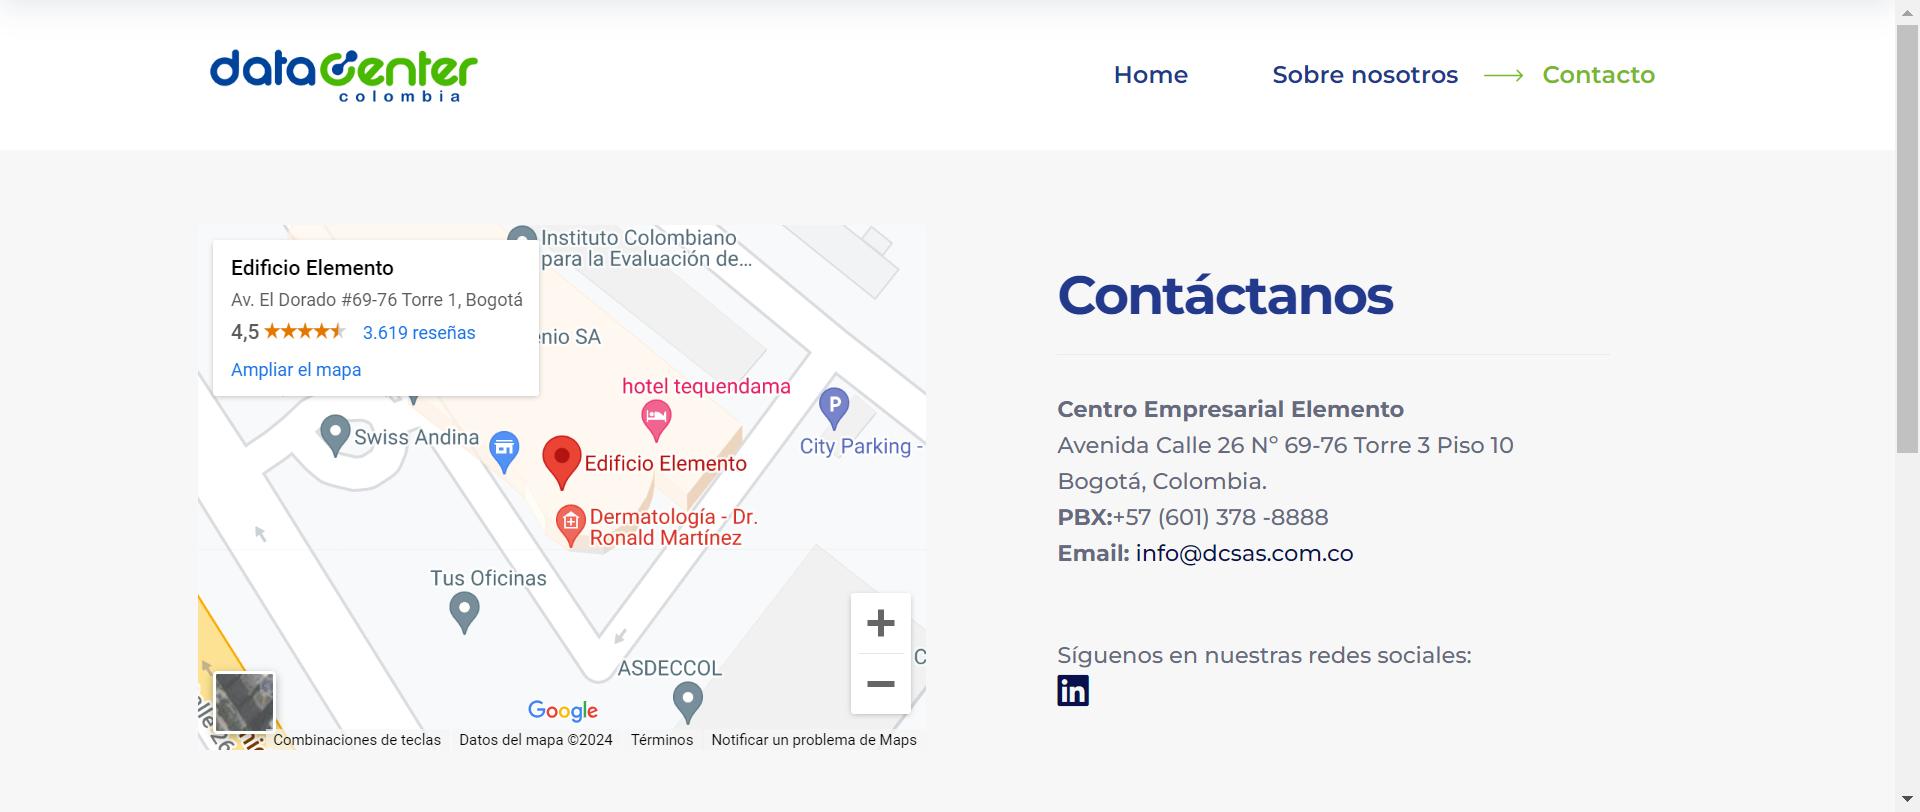 datacenter
colombia
Home
Sobre nosotros
Contacto
Edificio Elemento
Av. El Dorado #69-76 Torre 1, Bogotá
4,5
3.619 reseñas
Ampliar el mapa
Instituto Colombiano
para la Evaluación de...
enio SA
hotel tequendama
P
City Parking -
Swiss Andina
Edificio Elemento
Dermatología - Dr.
Ronald Martínez
Tus Oficinas
ASDECCOL
C
Google
Combinaciones de teclas
Datos del mapa ©2024
Términos
Notificar un problema de Maps
Contáctanos
Centro Empresarial Elemento
Avenida Calle 26 Nº 69-76 Torre 3 Piso 10
Bogotá, Colombia.
PBX:+57 (601) 378 -8888
Email: info@dcsas.com.co
Síguenos en nuestras redes sociales:
in